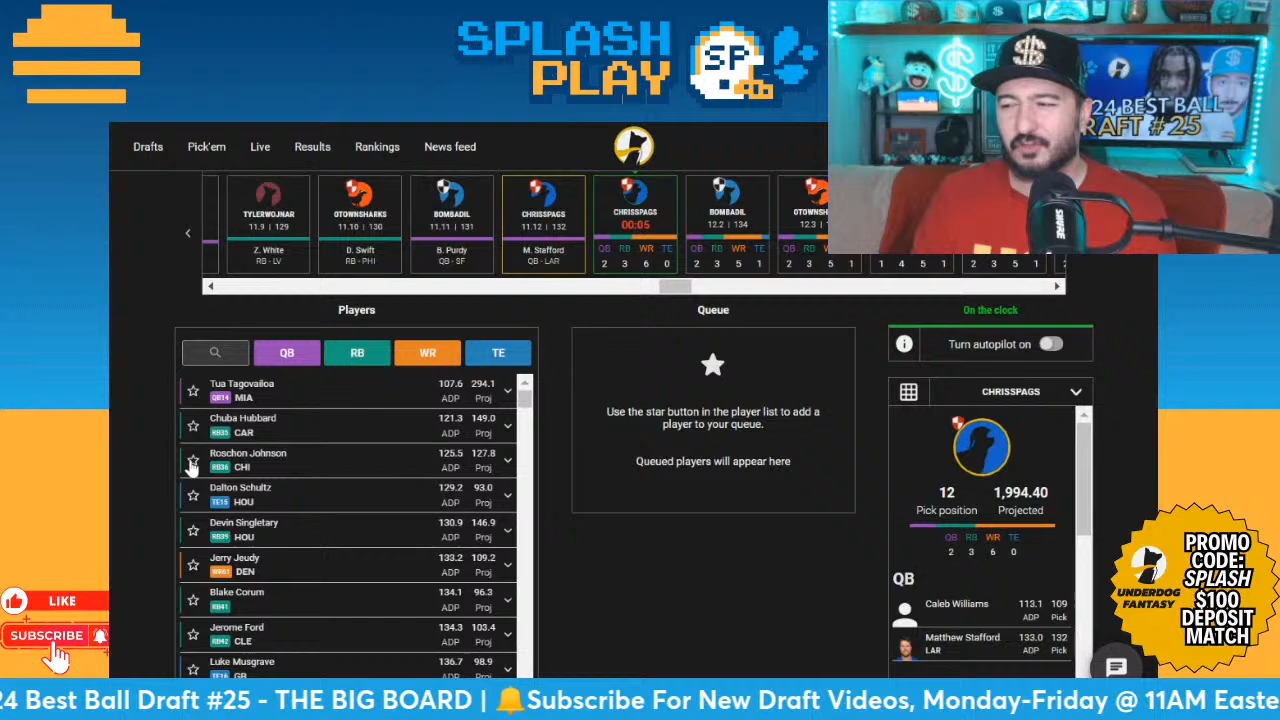 SPLASH
PLAY
SP
24 BEST BALL
DRAFT #25
Drafts Pick'em Live Results Rankings News feed
TYLERWOJNAR
11.9 | 129
Z. White
RB - LV
OTOWNSHARKS
11.10 | 130
D. Swift
RB - PHI
BOMBADIL
11.11 | 131
B. Purdy
QB - SF
CHRISSPAGS
11.12 | 132
M. Stafford
QB - LAR
CHRISSPAGS
00:05
QB RB WR TE
2 3 6 0
BOMBADIL
12.2 | 134
QB RB WR TE
2 3 5 1
OTOWNSH
12.3 |
QB RB WR TE
2 3 5 1
1 4 5 1
2 3 5 1
Players
QB RB WR TE
Tua Tagovailoa 107.6 294.1
QB14 MIA ADP Proj
Chuba Hubbard 121.3 149.0
RB35 CAR ADP Proj
Roschon Johnson 125.5 127.8
RB36 CHI ADP Proj
Dalton Schultz 129.2 93.0
TE15 HOU ADP Proj
Devin Singletary 130.9 146.9
RB39 HOU ADP Proj
Jerry Jeudy 133.2 109.2
WR61 DEN ADP Proj
Blake Corum 134.1 96.3
RB41 ADP Proj
Jerome Ford 134.3 103.4
RB42 CLE ADP Proj
Luke Musgrave 136.7 98.9
TE16 GB ADP Proj
Queue
Use the star button in the player list to add a
player to your queue.
Queued players will appear here
On the clock
Turn autopilot on
CHRISSPAGS
12 1,994.40
Pick position Projected
QB RB WR TE
2 3 6 0
QB
Caleb Williams 113.1 109
ADP Pick
Matthew Stafford 133.0 132
LAR ADP Pick
LIKE
SUBSCRIBE
UNDERDOG
FANTASY
PROMO
CODE:
SPLASH
$100
DEPOSIT
MATCH
24 Best Ball Draft #25 - THE BIG BOARD | 🔔Subscribe For New Draft Videos, Monday-Friday @ 11AM Easte